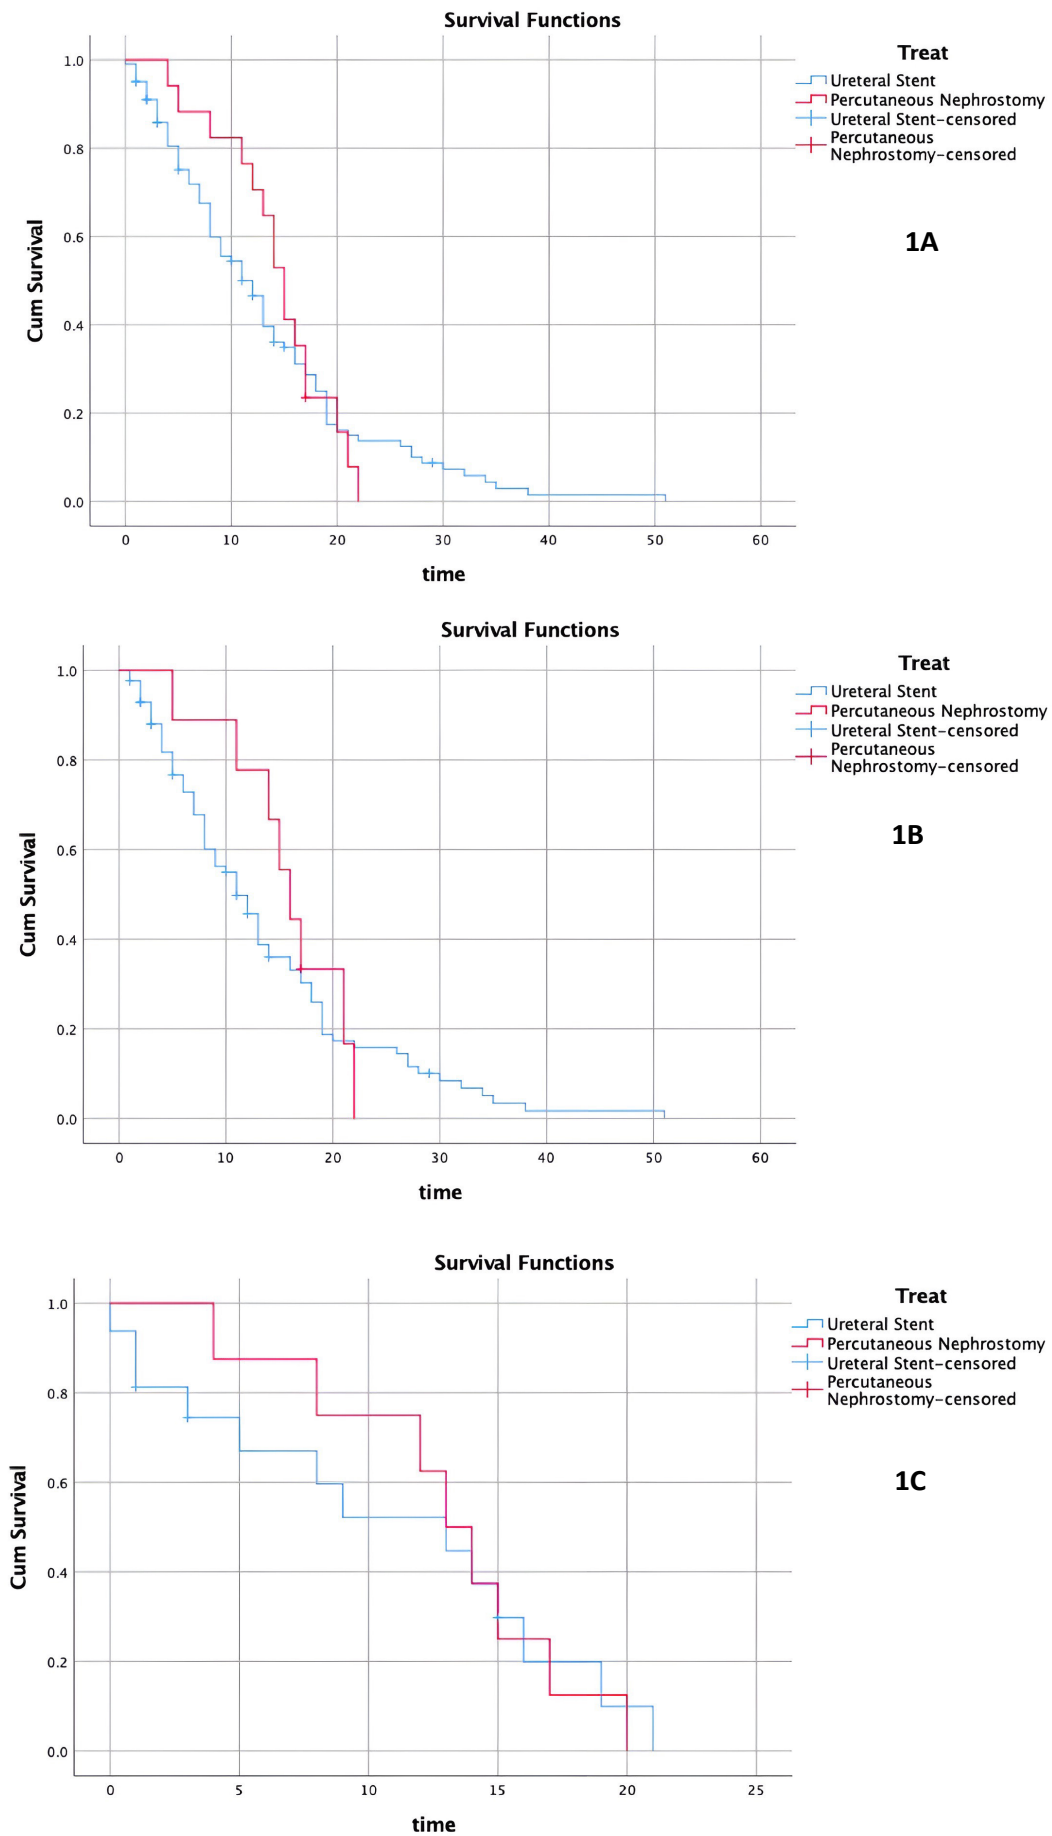 Survival Functions
Treat
Ureteral Stent
Percutaneous Nephrostomy
Ureteral Stent-censored
Percutaneous
Nephrostomy-censored
1A
Cum Survival
1.0
0.8
0.6
0.4
0.2
0.0
0 10 20 30 40 50 60
time
Survival Functions
Treat
Ureteral Stent
Percutaneous Nephrostomy
Ureteral Stent-censored
Percutaneous
Nephrostomy-censored
1B
Cum Survival
1.0
0.8
0.6
0.4
0.2
0.0
0 10 20 30 40 50 60
time
Survival Functions
Treat
Ureteral Stent
Percutaneous Nephrostomy
Ureteral Stent-censored
Percutaneous
Nephrostomy-censored
1C
Cum Survival
1.0
0.8
0.6
0.4
0.2
0.0
0 5 10 15 20 25
time